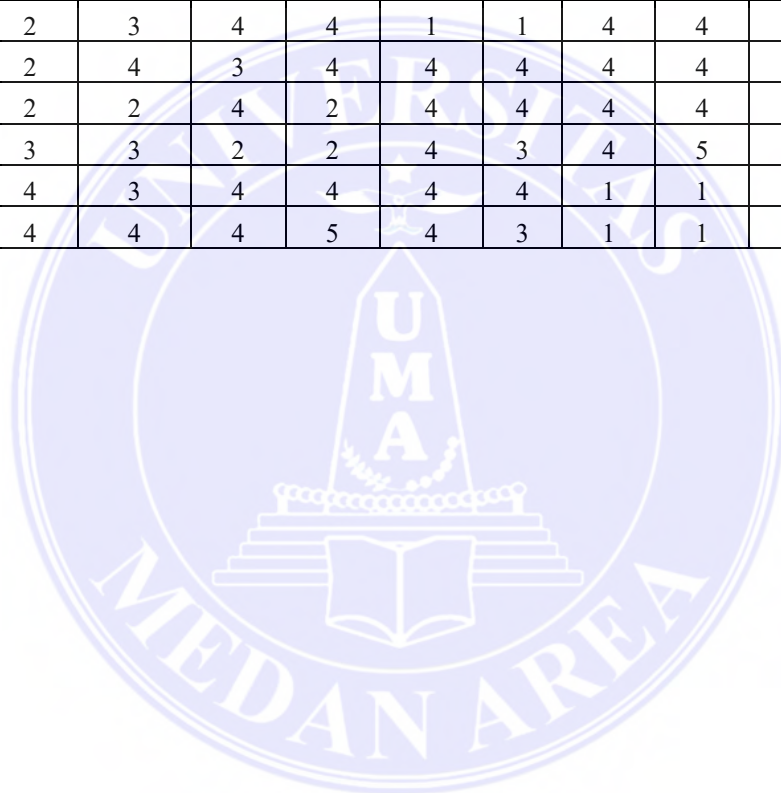 2 3 4 4 1 1 4 4
2 4 3 4 4 4 4 4
2 2 4 2 4 4 4 4
3 3 2 2 4 3 4 5
4 3 4 4 4 4 1 1
4 4 4 5 4 3 1 1
UNIVERSITAS
U
M
A
MEDAN AREA